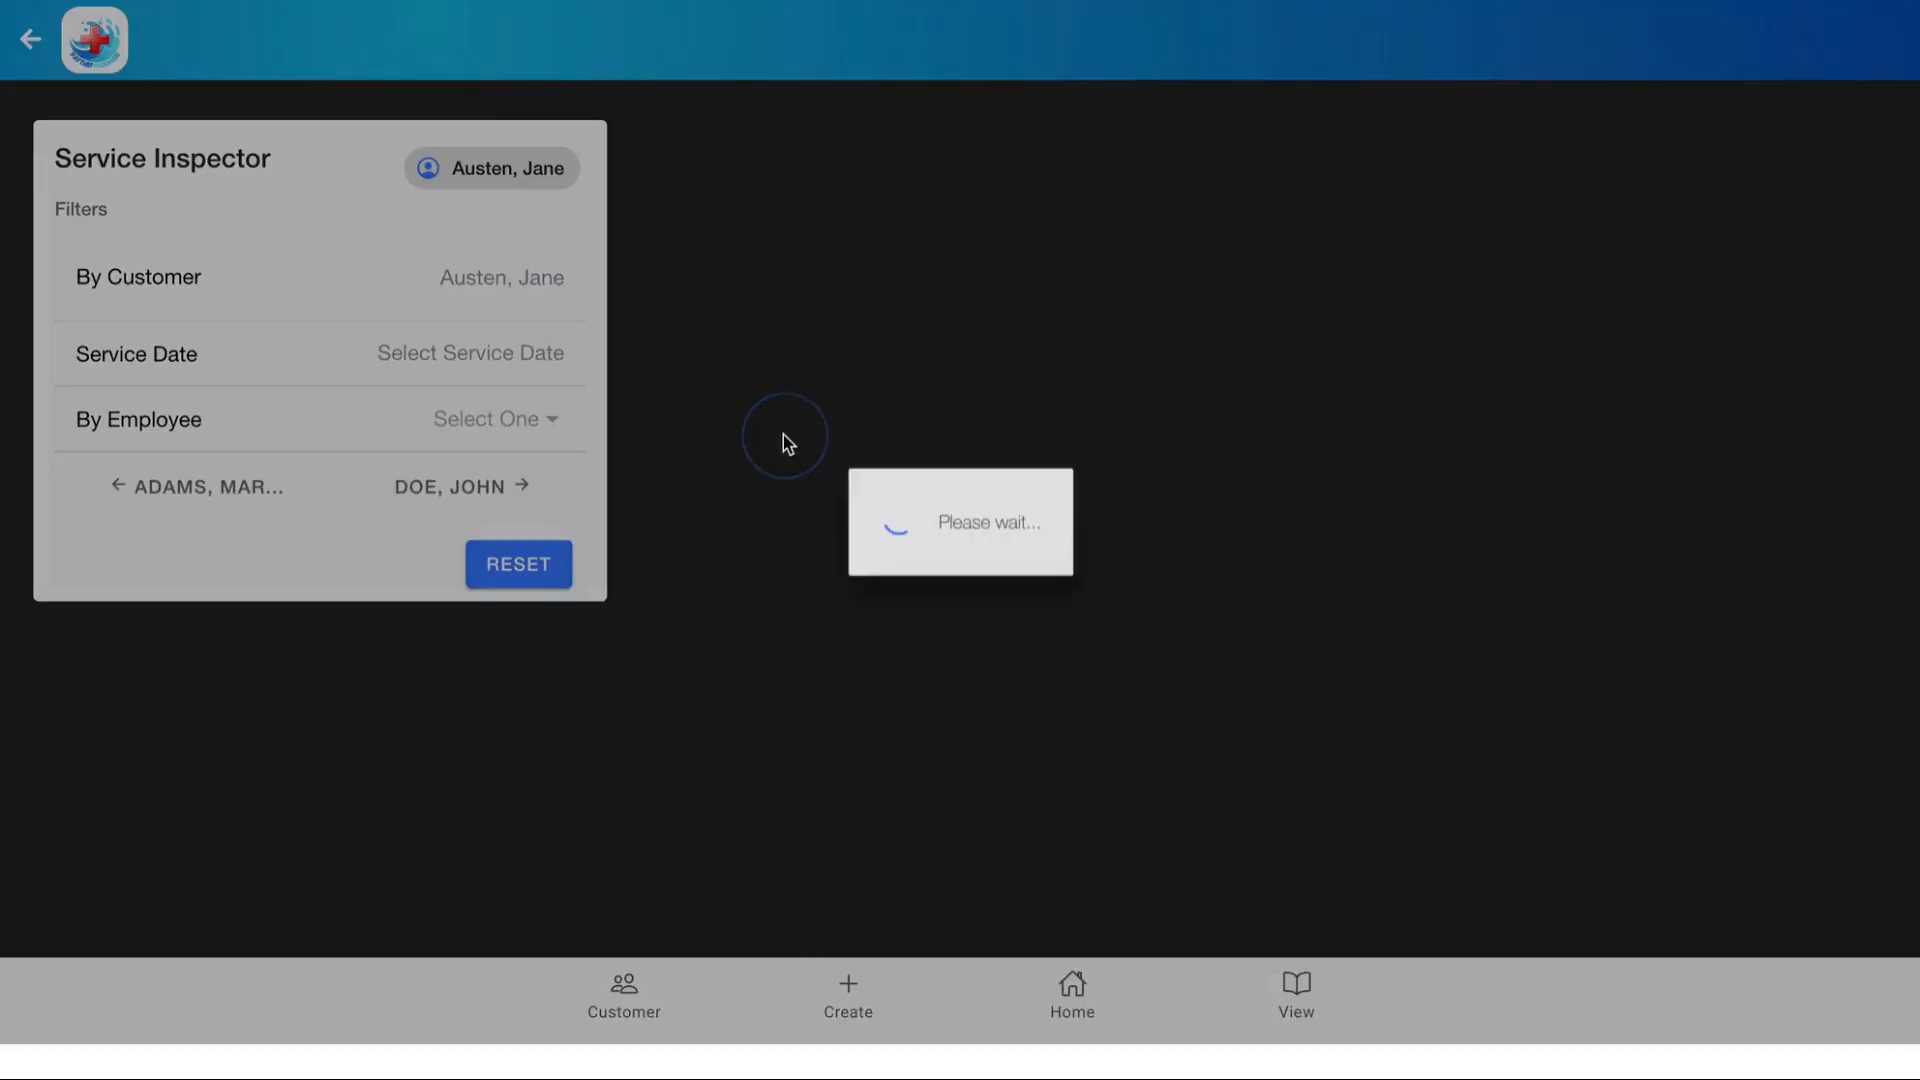 Service Inspector
Austen, Jane
Filters
By Customer
Austen, Jane
Service Date
Select Service Date
By Employee
Select One
ADAMS, MAR...
DOE, JOHN
RESET
Please wait...
Customer
Create
Home
View